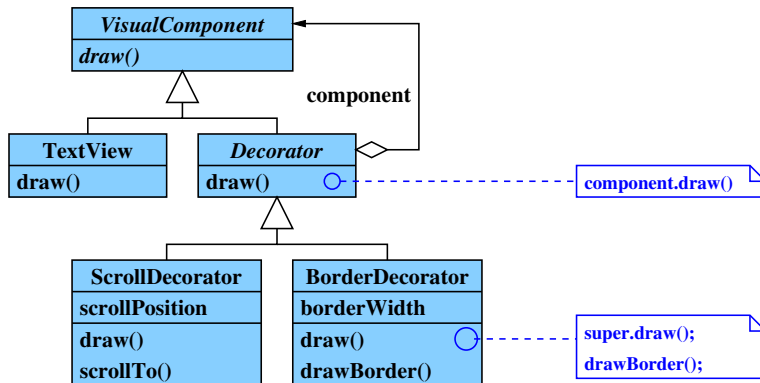 VisualComponent
draw()
component
TextView
draw()
Decorator
draw()
component.draw()
ScrollDecorator
scrollPosition
draw()
scrollTo()
BorderDecorator
borderWidth
draw()
drawBorder()
super.draw();
drawBorder();